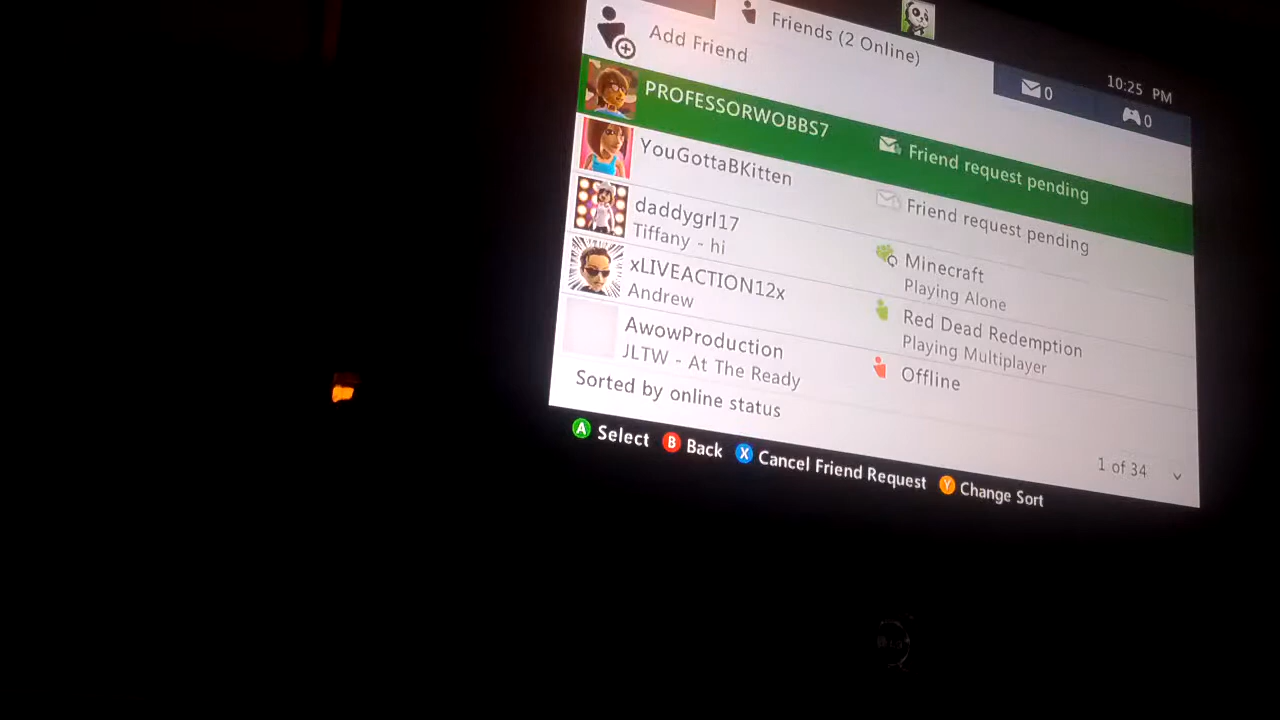 Friends (2 Online)
Add Friend
10:25 PM
0
0
PROFESSORWOBBS7
Friend request pending
YouGottaBKitten
Friend request pending
daddygrl17
Tiffany - hi
Minecraft
Playing Alone
xLIVEACTION12x
Andrew
Red Dead Redemption
Playing Multiplayer
AwowProduction
JLTW - At The Ready
Offline
Sorted by online status
1 of 34
A Select B Back X Cancel Friend Request Y Change Sort